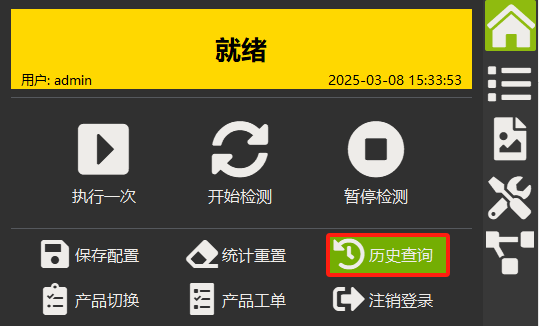 就绪
用户: admin 2025-03-08 15:33:53
执行一次 开始检测 暂停检测
保存配置 统计重置 历史查询
产品切换 产品工单 注销登录